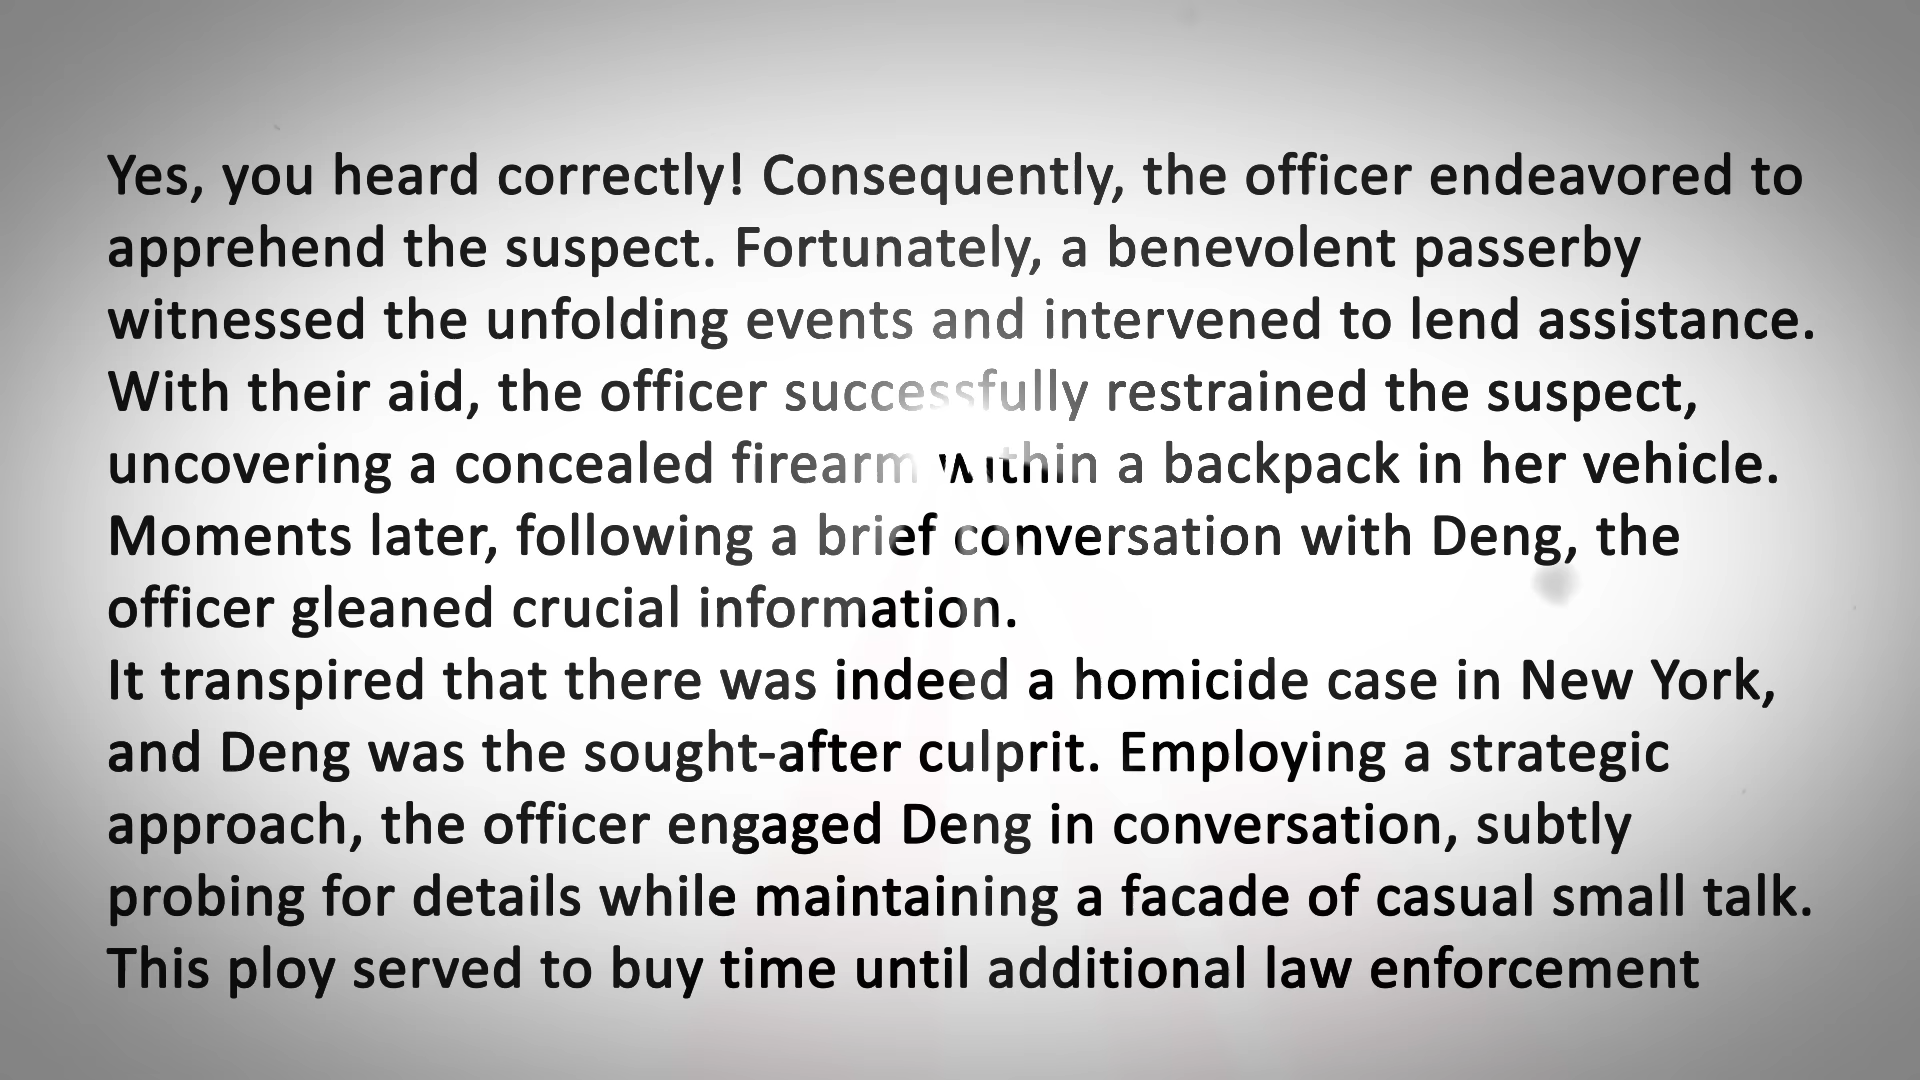 Yes, you heard correctly! Consequently, the officer endeavored to
apprehend the suspect. Fortunately, a benevolent passerby
witnessed the unfolding events and intervened to lend assistance.
With their aid, the officer successfully restrained the suspect,
uncovering a concealed firearm within a backpack in her vehicle.
Moments later, following a brief conversation with Deng, the
officer gleaned crucial information.
It transpired that there was indeed a homicide case in New York,
and Deng was the sought-after culprit. Employing a strategic
approach, the officer engaged Deng in conversation, subtly
probing for details while maintaining a facade of casual small talk.
This ploy served to buy time until additional law enforcement